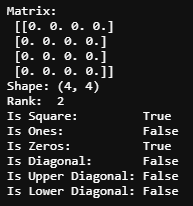 Matrix:
 [[0. 0. 0. 0.]
 [0. 0. 0. 0.]
 [0. 0. 0. 0.]
 [0. 0. 0. 0.]]
Shape: (4, 4)
Rank:  2
Is Square:         True
Is Ones:           False
Is Zeros:          True
Is Diagonal:       False
Is Upper Diagonal: False
Is Lower Diagonal: False